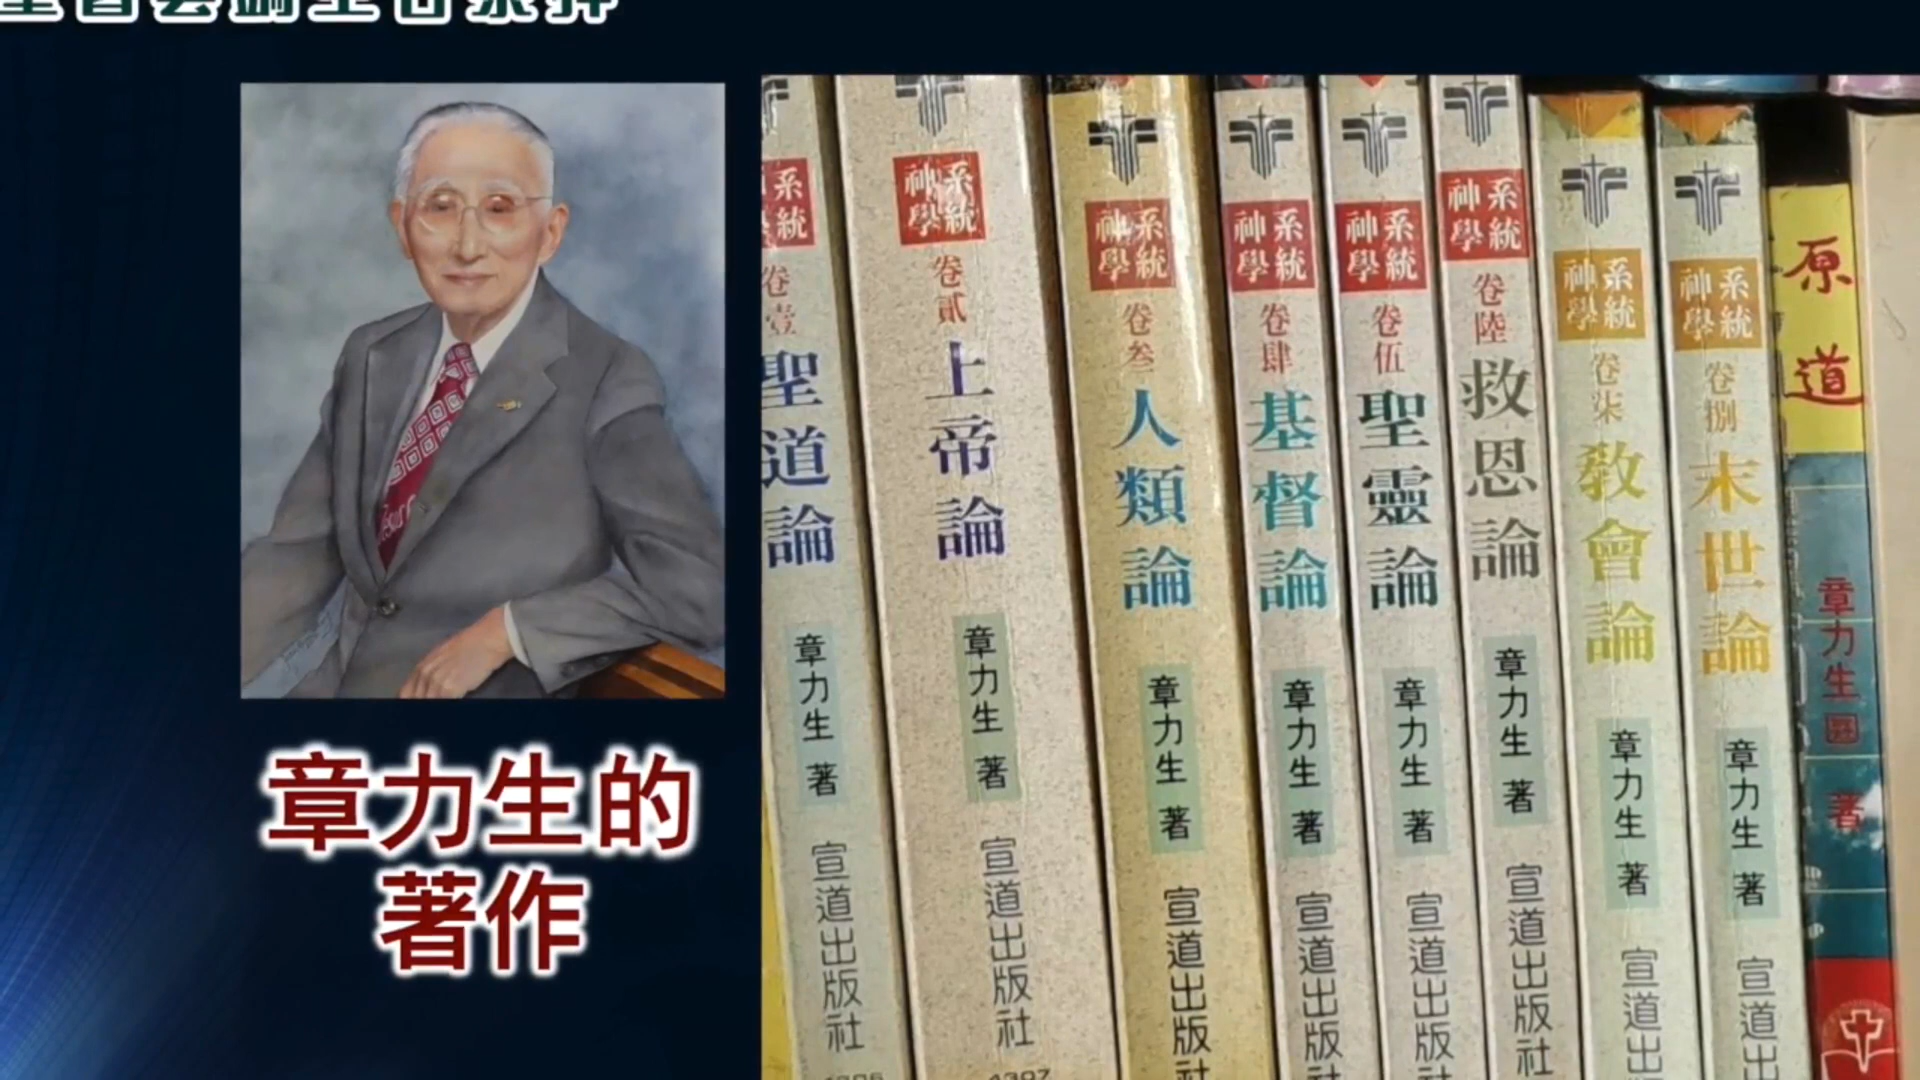 章力生的
著作
系統神學
卷壹
聖道論
章力生 著
宣道出版社
系統神學
卷貳
上帝論
章力生 著
宣道出版社
系統神學
卷叁
人類論
章力生 著
宣道出版社
系統神學
卷肆
基督論
章力生 著
宣道出版社
系統神學
卷伍
聖靈論
章力生 著
宣道出版社
系統神學
卷陸
救恩論
章力生 著
宣道出版社
系統神學
卷柒
教會論
章力生 著
宣道出
系統神學
卷捌
末世論
章力生 著
宣道出
原道
章力生
著